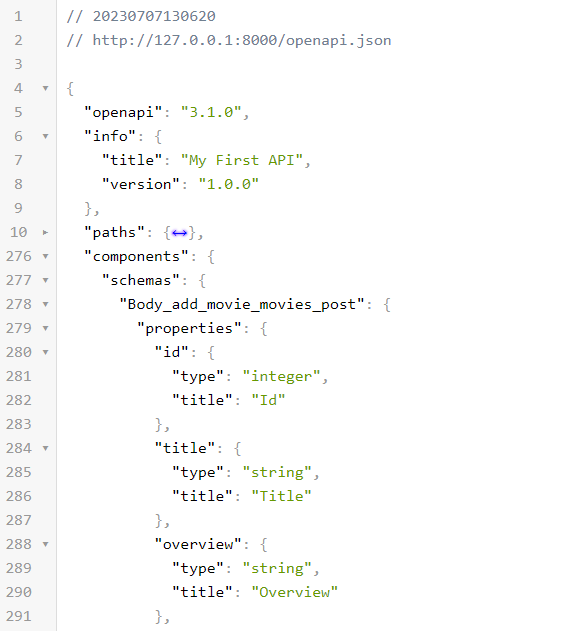 1 // 20230707130620
2 // http://127.0.0.1:8000/openapi.json
3
4 {
5 "openapi": "3.1.0",
6 "info": {
7 "title": "My First API",
8 "version": "1.0.0"
9 },
10 "paths": {↔},
276 "components": {
277 "schemas": {
278 "Body_add_movie_movies_post": {
279 "properties": {
280 "id": {
281 "type": "integer",
282 "title": "Id"
283 },
284 "title": {
285 "type": "string",
286 "title": "Title"
287 },
288 "overview": {
289 "type": "string",
290 "title": "Overview"
291 },